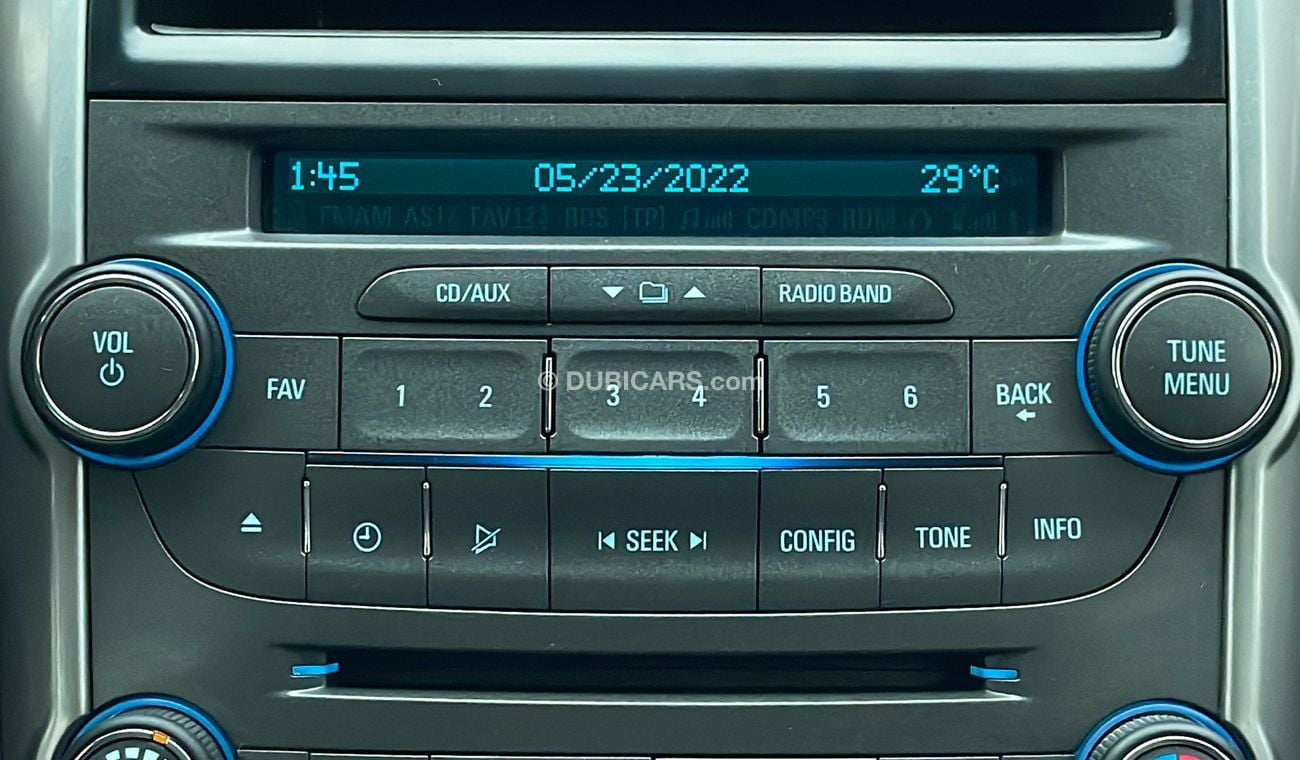 1:45 05/23/2022 29°C
FMAM AS1 FAV123 RDS [TP] CDMP3 RDM
CD/AUX RADIO BAND
VOL
TUNE
MENU
FAV 1 2 3 4 5 6 BACK
© DUBICARS.com
SEEK CONFIG TONE INFO